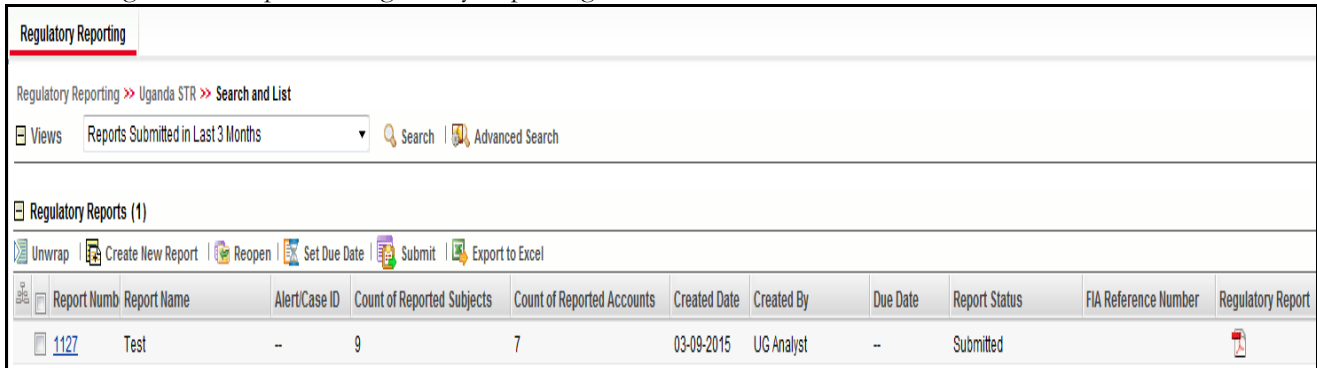 Regulatory Reporting
Regulatory Reporting >> Uganda STR >> Search and List
Views Reports Submitted in Last 3 Months Search | Advanced Search
Regulatory Reports (1)
Unwrap | Create New Report | Reopen | Set Due Date | Submit | Export to Excel
Report Numb Report Name Alert/Case ID Count of Reported Subjects Count of Reported Accounts Created Date Created By Due Date Report Status FIA Reference Number Regulatory Report
1127 Test -- 9 7 03-09-2015 UG Analyst -- Submitted